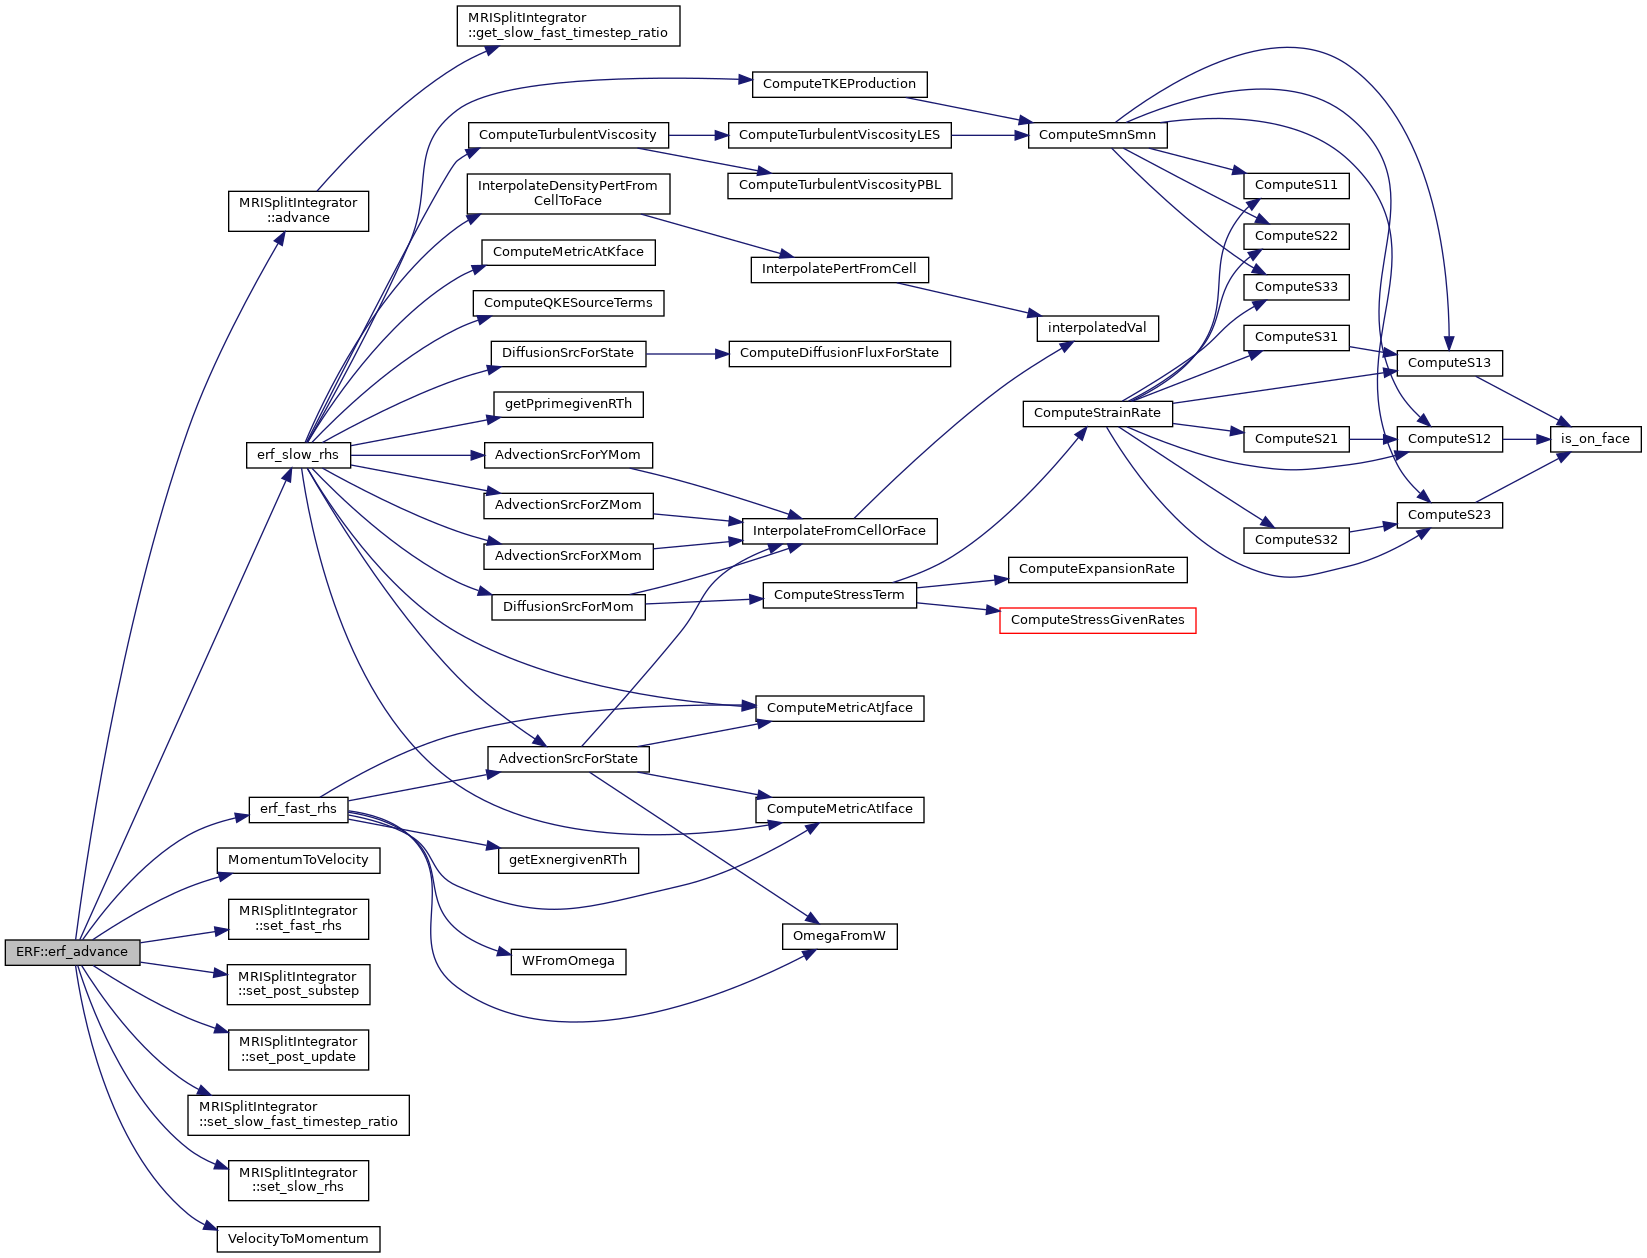 MRISplitIntegrator
::get_slow_fast_timestep_ratio
ComputeTKEProduction
ComputeTurbulentViscosity
ComputeTurbulentViscosityLES
ComputeSmnSmn
InterpolateDensityPertFrom
CellToFace
ComputeTurbulentViscosityPBL
ComputeS11
MRISplitIntegrator
::advance
ComputeMetricAtKface
ComputeS22
InterpolatePertFromCell
ComputeQKESourceTerms
ComputeS33
interpolatedVal
DiffusionSrcForState
ComputeDiffusionFluxForState
ComputeS31
ComputeS13
getPprimegivenRTh
ComputeStrainRate
erf_slow_rhs
AdvectionSrcForYMom
ComputeS21
ComputeS12
is_on_face
AdvectionSrcForZMom
InterpolateFromCellOrFace
ComputeS23
AdvectionSrcForXMom
ComputeS32
ComputeExpansionRate
DiffusionSrcForMom
ComputeStressTerm
ComputeStressGivenRates
ComputeMetricAtJface
AdvectionSrcForState
erf_fast_rhs
ComputeMetricAtIface
MomentumToVelocity
getExnergivenRTh
MRISplitIntegrator
::set_fast_rhs
OmegaFromW
ERF::erf_advance
WFromOmega
MRISplitIntegrator
::set_post_substep
MRISplitIntegrator
::set_post_update
MRISplitIntegrator
::set_slow_fast_timestep_ratio
MRISplitIntegrator
::set_slow_rhs
VelocityToMomentum